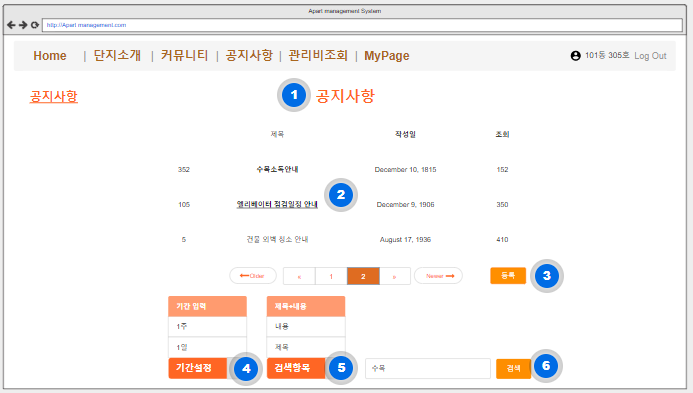 Apart management System
http://Apart management.com
Home | 단지소개 | 커뮤니티 | 공지사항 | 관리비조회 | MyPage 101동 305호 Log Out
공지사항 1 공지사항
제목 작성일 조회
352 수목소독안내 December 10, 1815 152
105 엘리베이터 점검일정 안내 2 December 9, 1906 350
5 건물 외벽 청소 안내 August 17, 1936 410
Older « 1 2 » Newer 등록 3
기간 입력 제목+내용
1주 내용
1일 제목
기간설정 4 검색항목 5 수목 검색 6